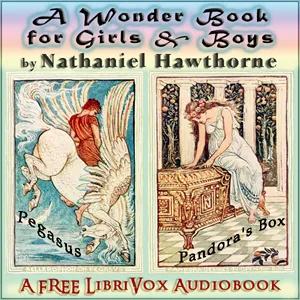 A Wonder Book
for Girls & Boys
by Nathaniel Hawthorne
Pegasus
Pandora's Box
A FREE LIBRIVOX AUDIOBOOK